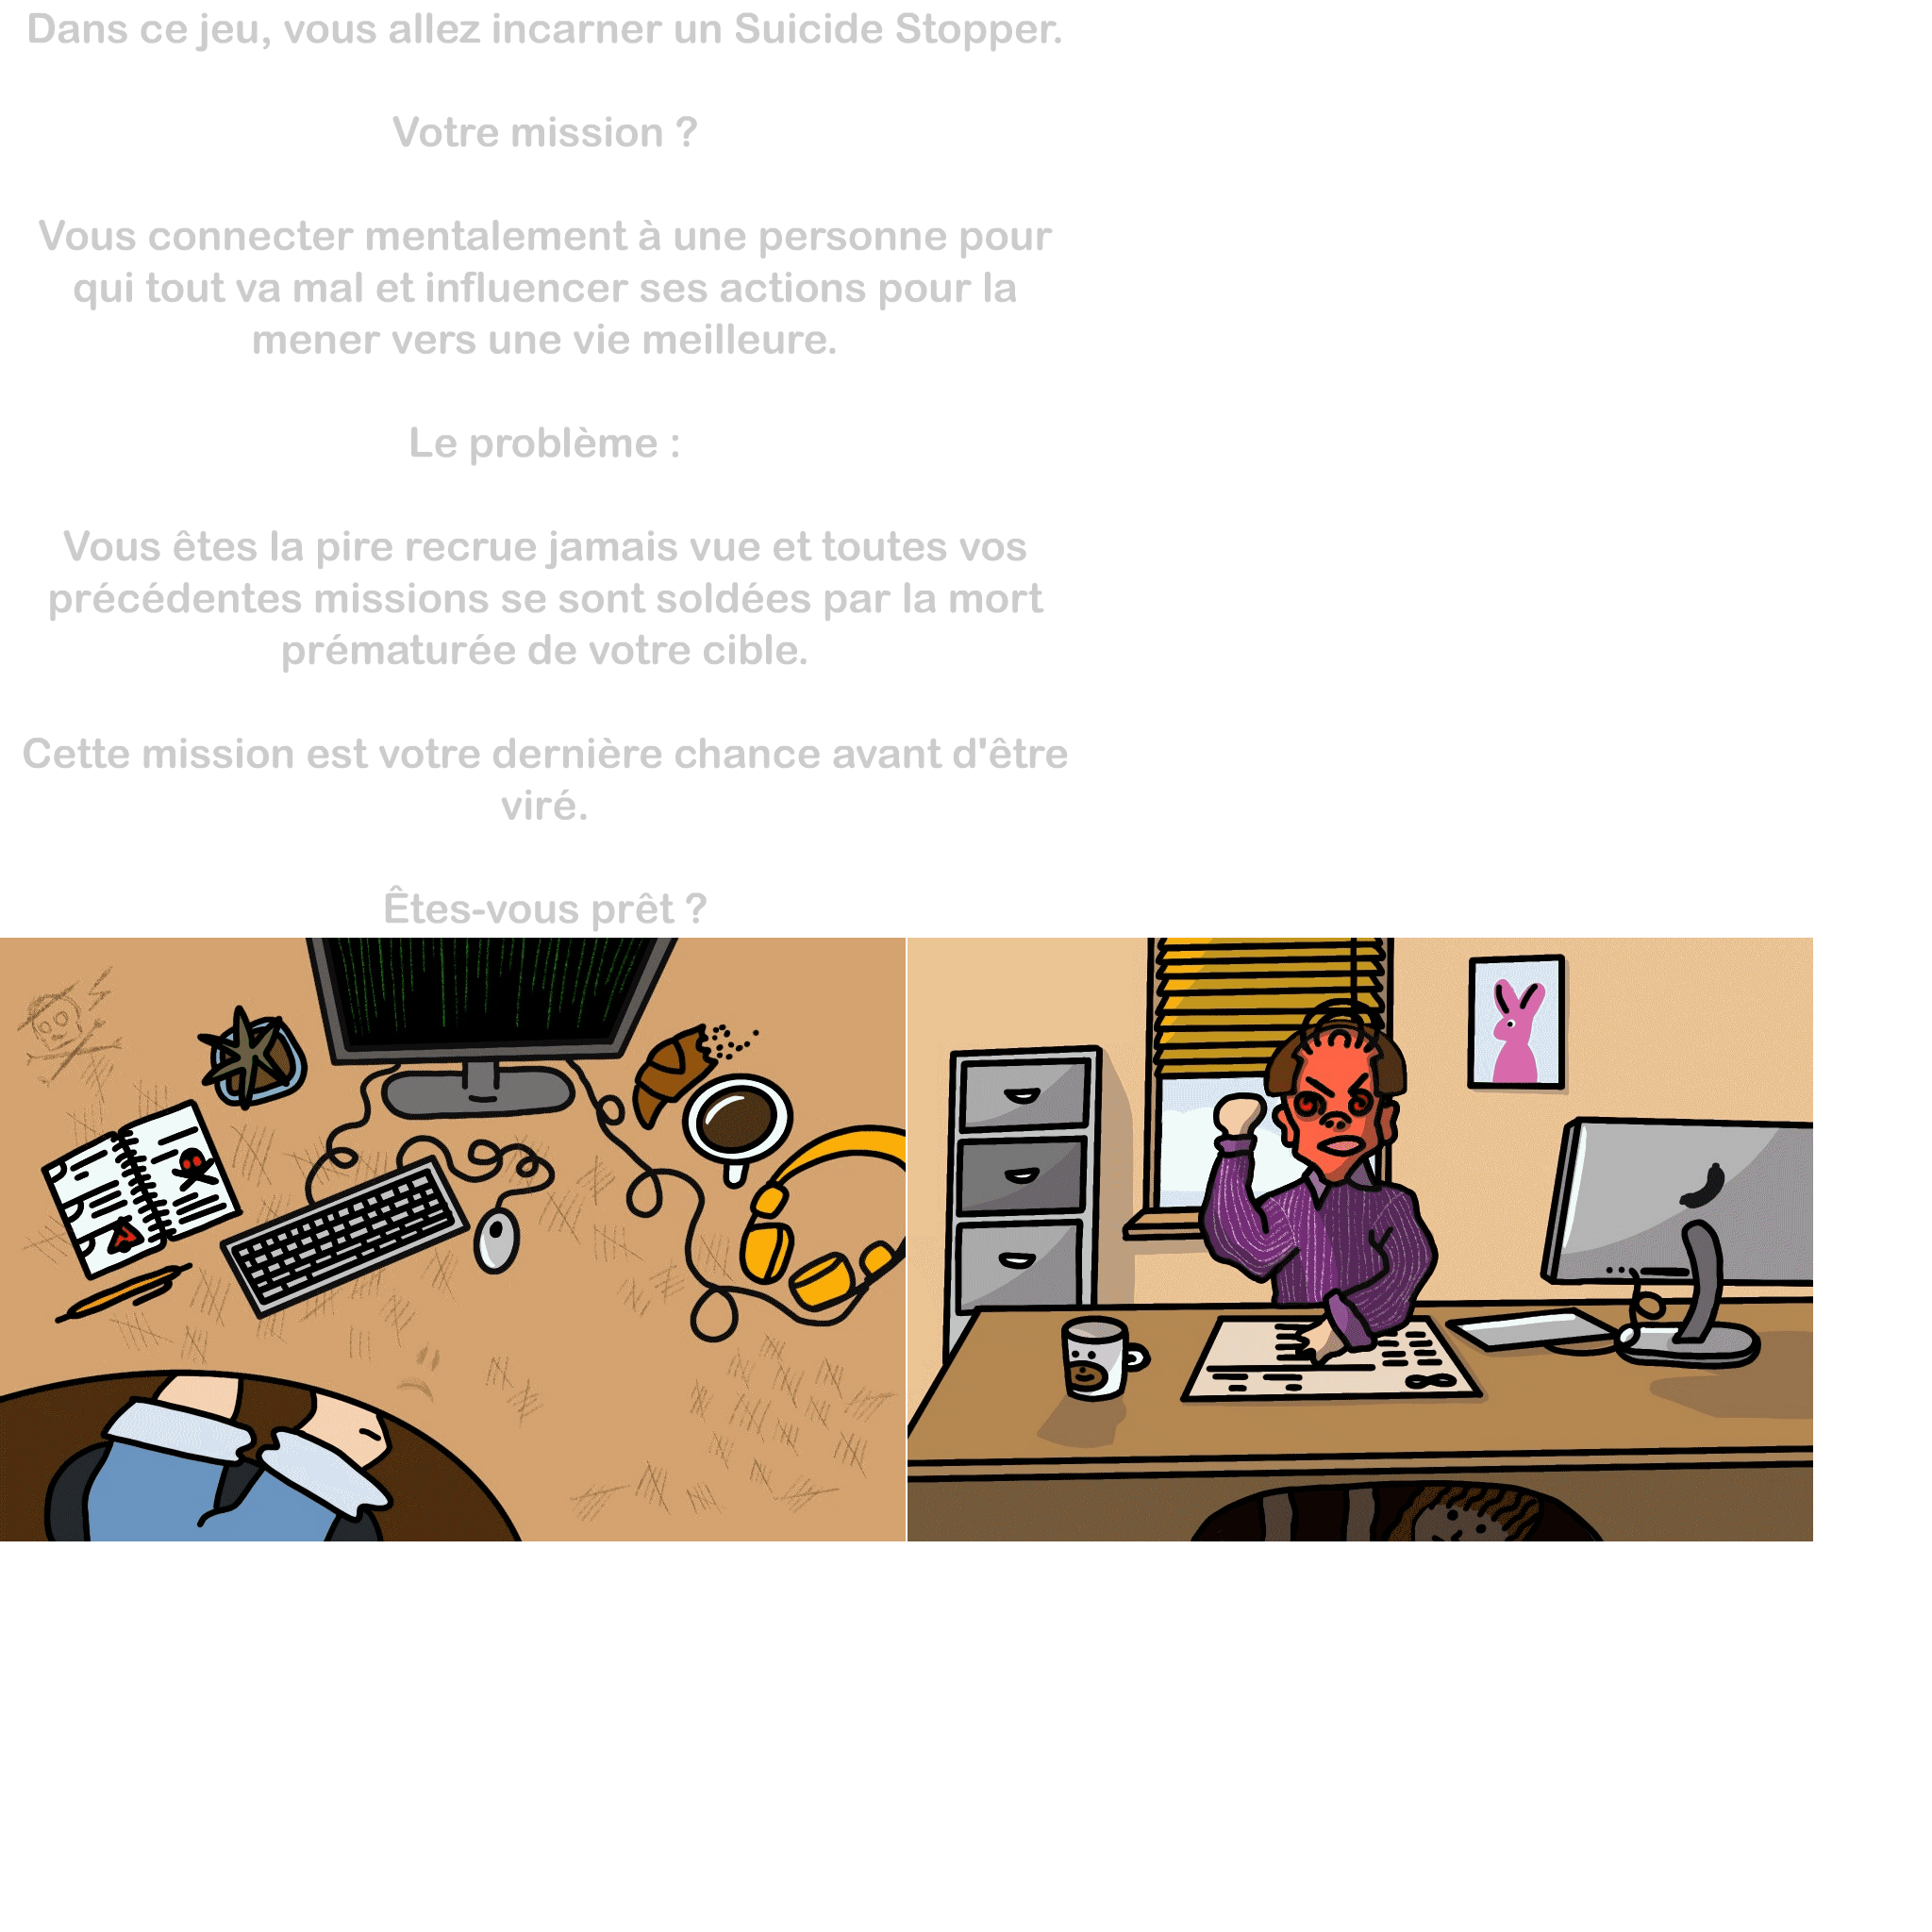 Dans ce jeu, vous allez incarner un Suicide Stopper.
Votre mission ?
Vous connecter mentalement à une personne pour
qui tout va mal et influencer ses actions pour la
mener vers une vie meilleure.
Le problème :
Vous êtes la pire recrue jamais vue et toutes vos
précédentes missions se sont soldées par la mort
prématurée de votre cible.
Cette mission est votre dernière chance avant d'être
viré.
Êtes-vous prêt ?